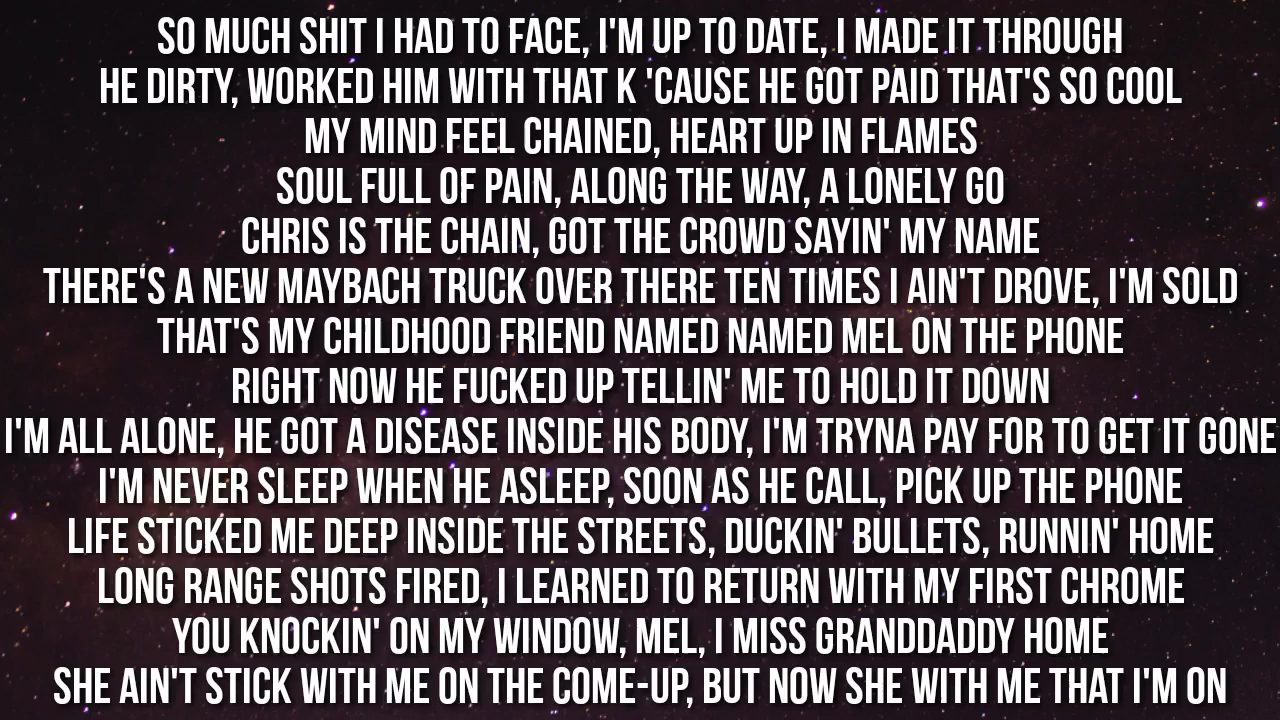 SO MUCH SHIT I HAD TO FACE, I'M UP TO DATE, I MADE IT THROUGH
HE DIRTY, WORKED HIM WITH THAT K 'CAUSE HE GOT PAID THAT'S SO COOL
MY MIND FEEL CHAINED, HEART UP IN FLAMES
SOUL FULL OF PAIN, ALONG THE WAY, A LONELY GO
CHRIS IS THE CHAIN, GOT THE CROWD SAYIN' MY NAME
THERE'S A NEW MAYBACH TRUCK OVER THERE TEN TIMES I AIN'T DROVE, I'M SOLD
THAT'S MY CHILDHOOD FRIEND NAMED NAMED MEL ON THE PHONE
RIGHT NOW HE FUCKED UP TELLIN' ME TO HOLD IT DOWN
I'M ALL ALONE, HE GOT A DISEASE INSIDE HIS BODY, I'M TRYNA PAY FOR TO GET IT GONE
I'M NEVER SLEEP WHEN HE ASLEEP, SOON AS HE CALL, PICK UP THE PHONE
LIFE STICKED ME DEEP INSIDE THE STREETS, DUCKIN' BULLETS, RUNNIN' HOME
LONG RANGE SHOTS FIRED, I LEARNED TO RETURN WITH MY FIRST CHROME
YOU KNOCKIN' ON MY WINDOW, MEL, I MISS GRANDDADDY HOME
SHE AIN'T STICK WITH ME ON THE COME-UP, BUT NOW SHE WITH ME THAT I'M ON